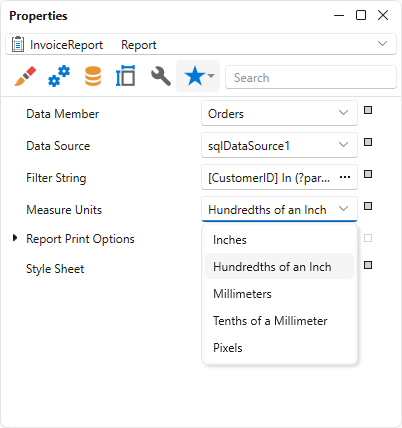 Properties
InvoiceReport Report
Search
Data Member Orders
Data Source sqlDataSource1
Filter String [CustomerID] In (?par... ...
Measure Units Hundredths of an Inch
Report Print Options
Style Sheet
Inches
Hundredths of an Inch
Millimeters
Tenths of a Millimeter
Pixels